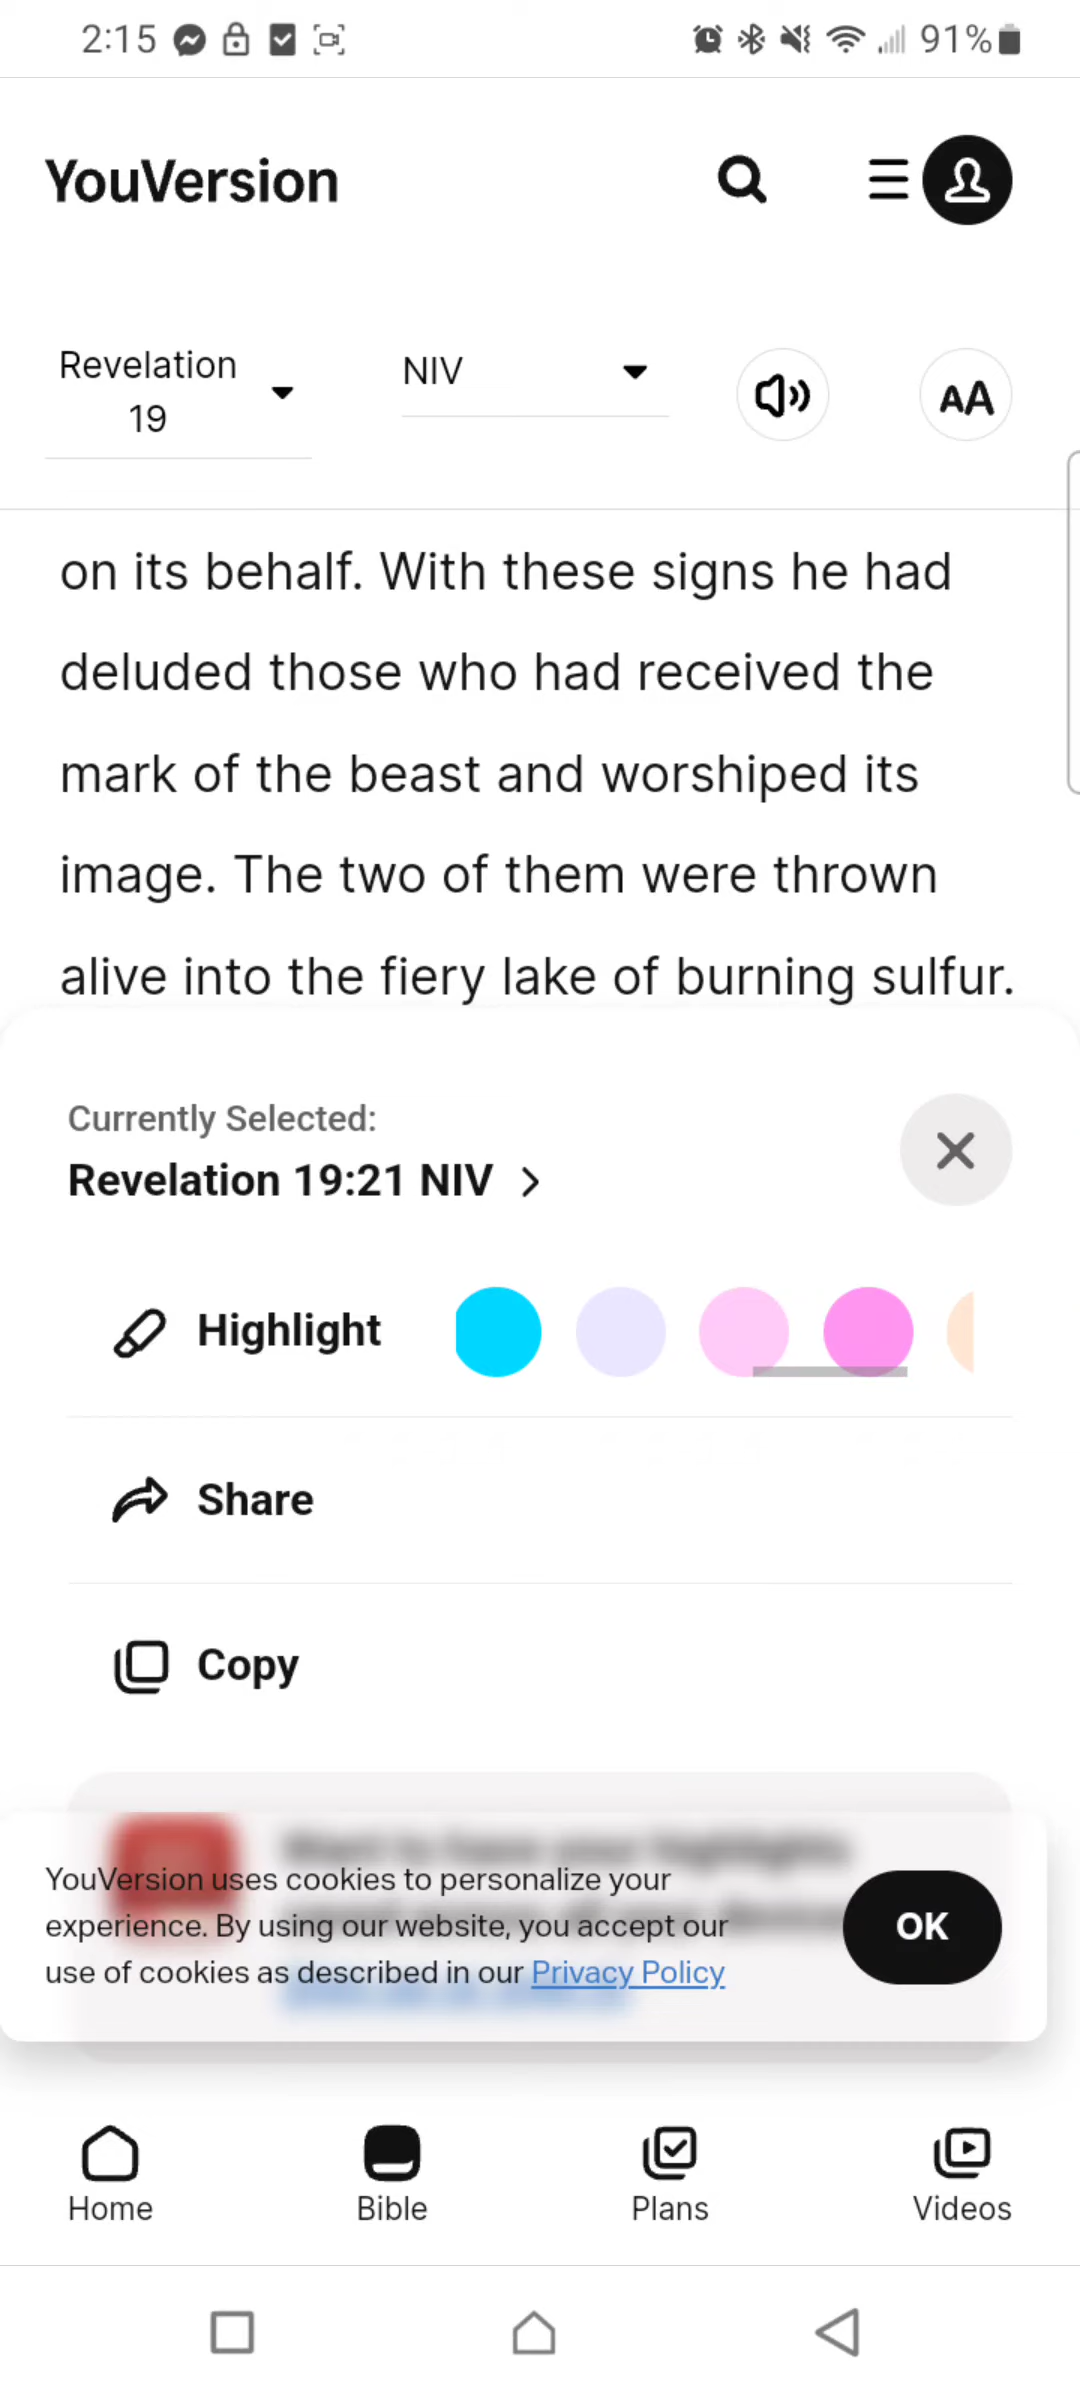 2:15
91%
YouVersion
Revelation
19
NIV
AA
on its behalf. With these signs he had
deluded those who had received the
mark of the beast and worshiped its
image. The two of them were thrown
alive into the fiery lake of burning sulfur.
Currently Selected:
Revelation 19:21 NIV
Highlight
Share
Copy
YouVersion uses cookies to personalize your
experience. By using our website, you accept our
use of cookies as described in our Privacy Policy
OK
Home
Bible
Plans
Videos